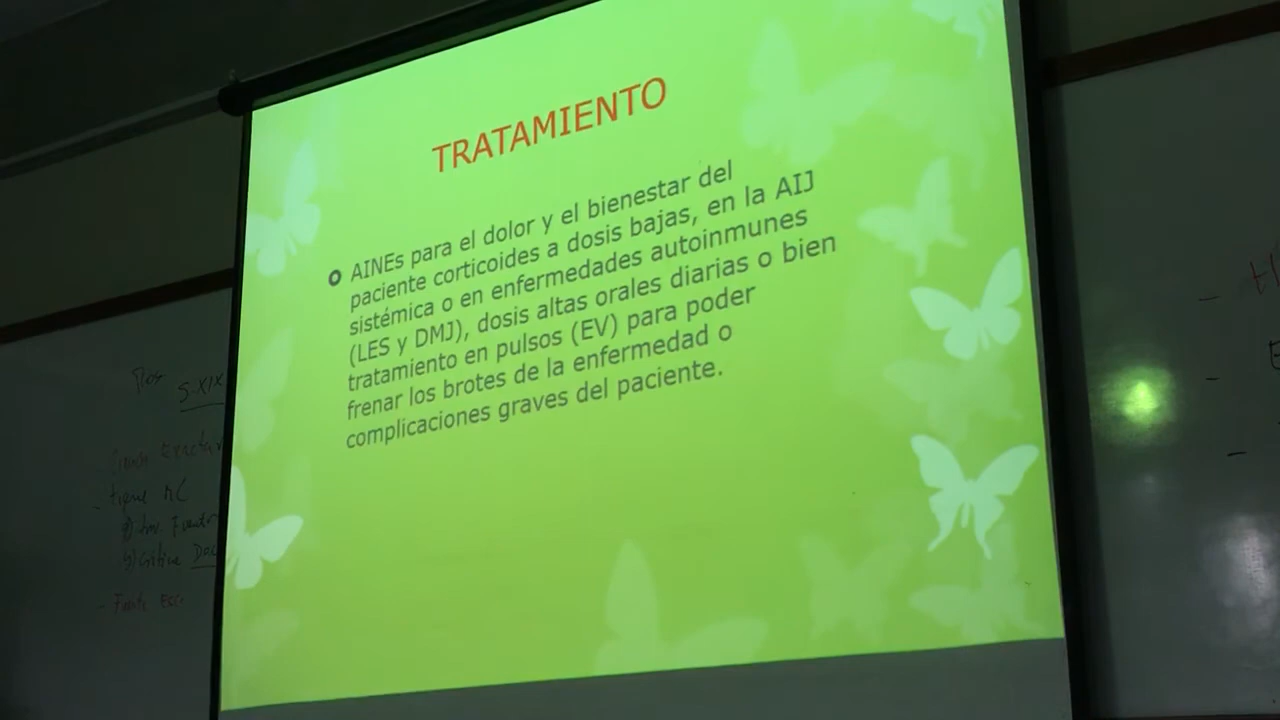 TRATAMIENTO
AINEs para el dolor y el bienestar del
paciente corticoides a dosis bajas, en la AIJ
sistémica o en enfermedades autoinmunes
(LES y DMJ), dosis altas orales diarias o bien
tratamiento en pulsos (EV) para poder
frenar los brotes de la enfermedad o
complicaciones graves del paciente.
S.XIX